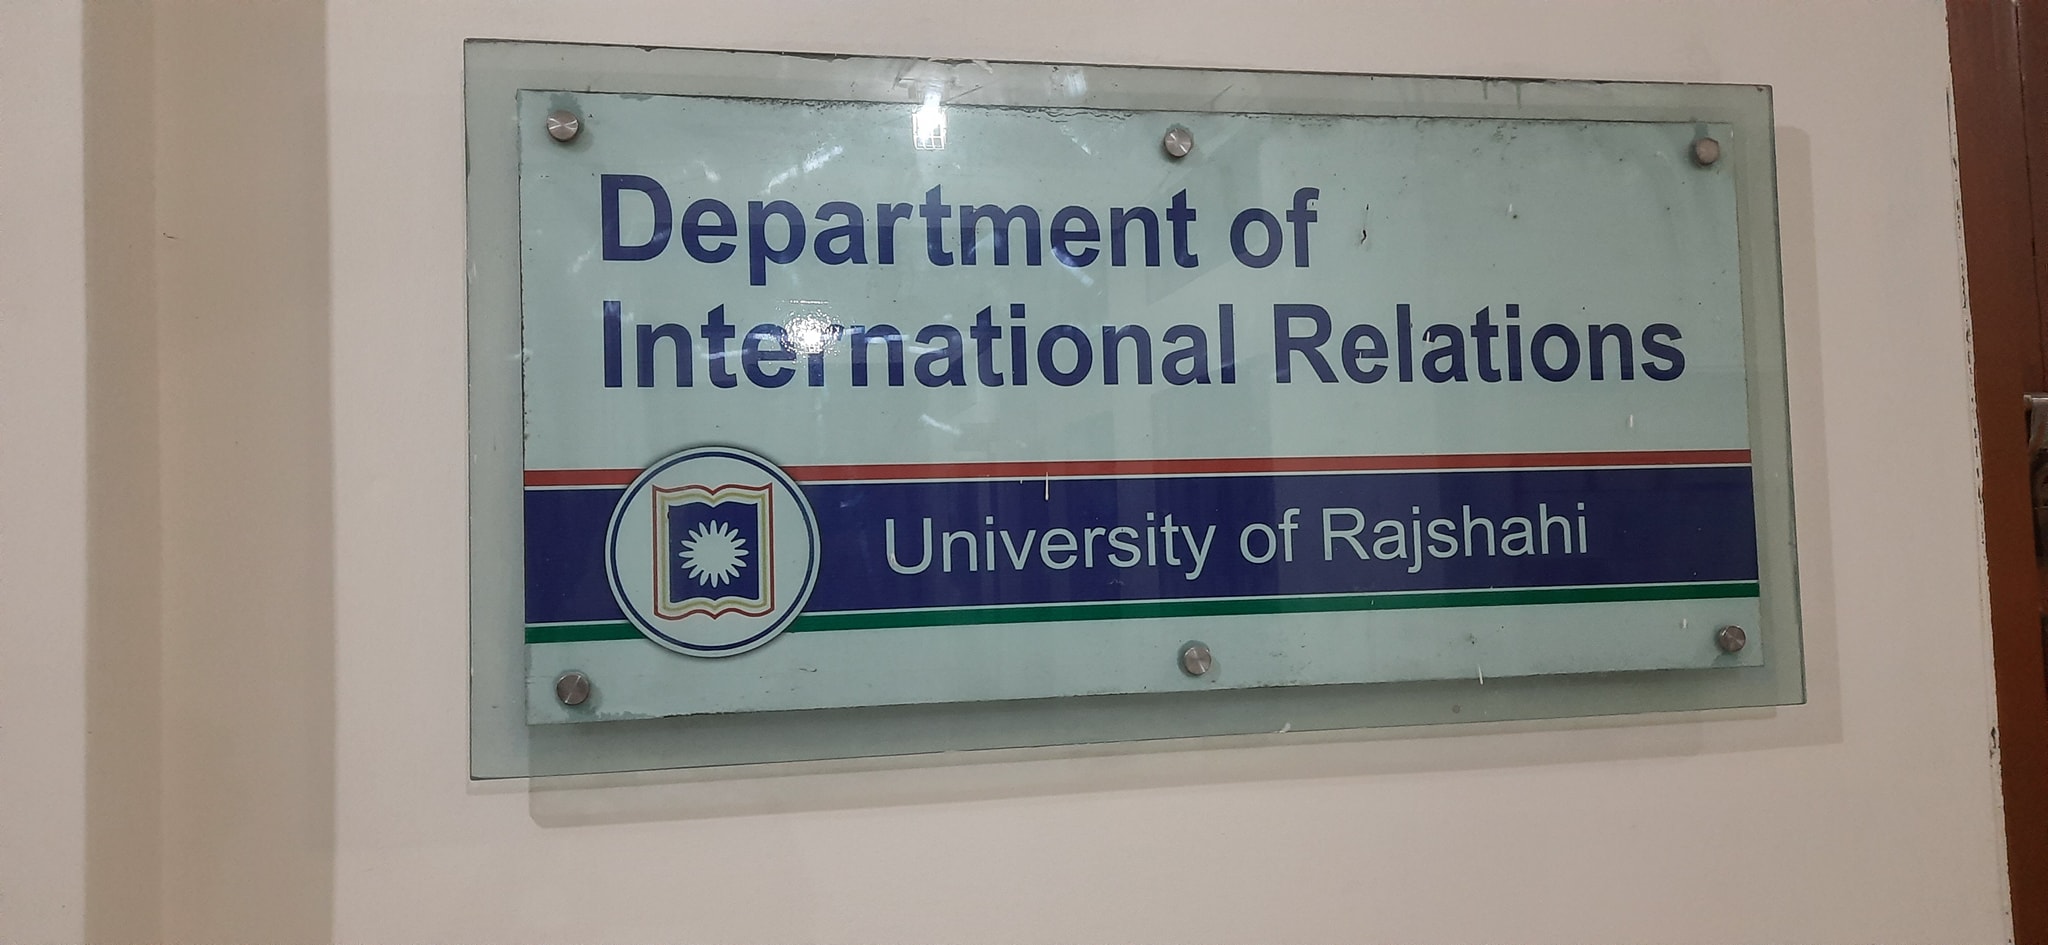 Department of
International Relations
University of Rajshahi